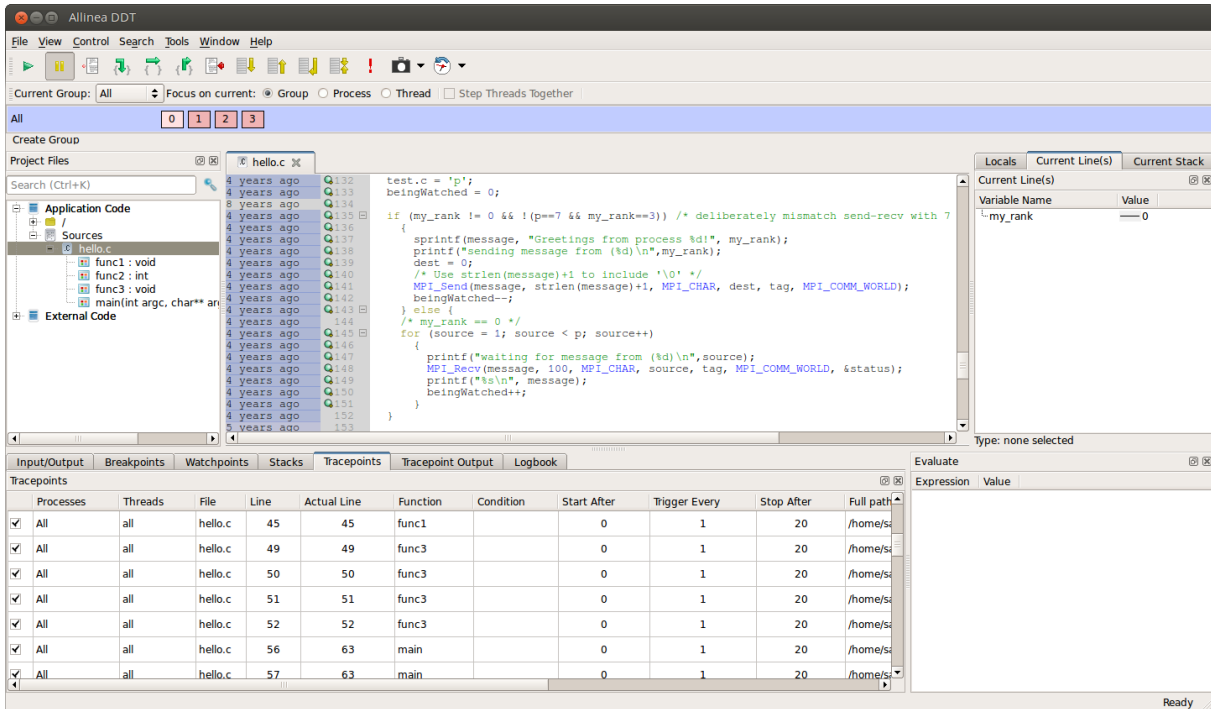 Allinea DDT
File View Control Search Tools Window Help
Current Group: All Focus on current: Group Process Thread Step Threads Together
All 0 1 2 3
Create Group
Project Files
Search (Ctrl+K)
Application Code
/
Sources
hello.c
func1 : void
func2 : int
func3 : void
main(int argc, char** ar
External Code
hello.c
4 years ago 132 test.c = 'p';
4 years ago 133 beingWatched = 0;
8 years ago 134
4 years ago 135 if (my_rank != 0 && !(p==7 && my_rank==3)) /* deliberately mismatch send-recv with 7
4 years ago 136 {
4 years ago 137 sprintf(message, "Greetings from process %d!", my_rank);
4 years ago 138 printf("sending message from (%d)\n",my_rank);
4 years ago 139 dest = 0;
4 years ago 140 /* Use strlen(message)+1 to include '\0' */
4 years ago 141 MPI_Send(message, strlen(message)+1, MPI_CHAR, dest, tag, MPI_COMM_WORLD);
4 years ago 142 beingWatched--;
4 years ago 143 } else {
4 years ago 144 /* my_rank == 0 */
4 years ago 145 for (source = 1; source < p; source++)
4 years ago 146 {
4 years ago 147 printf("waiting for message from (%d)\n",source);
4 years ago 148 MPI_Recv(message, 100, MPI_CHAR, source, tag, MPI_COMM_WORLD, &status);
4 years ago 149 printf("%s\n", message);
4 years ago 150 beingWatched++;
4 years ago 151 }
4 years ago 152 }
5 years ago 153
Locals Current Line(s) Current Stack
Current Line(s)
Variable Name Value
my_rank 0
Type: none selected
Input/Output Breakpoints Watchpoints Stacks Tracepoints Tracepoint Output Logbook
Tracepoints
Processes Threads File Line Actual Line Function Condition Start After Trigger Every Stop After Full path
All all hello.c 45 45 func1 0 1 20 /home/sa
All all hello.c 49 49 func3 0 1 20 /home/sa
All all hello.c 50 50 func3 0 1 20 /home/sa
All all hello.c 51 51 func3 0 1 20 /home/sa
All all hello.c 52 52 func3 0 1 20 /home/sa
All all hello.c 56 63 main 0 1 20 /home/sa
All all hello.c 57 63 main 0 1 20 /home/sa
Evaluate
Expression Value
Ready